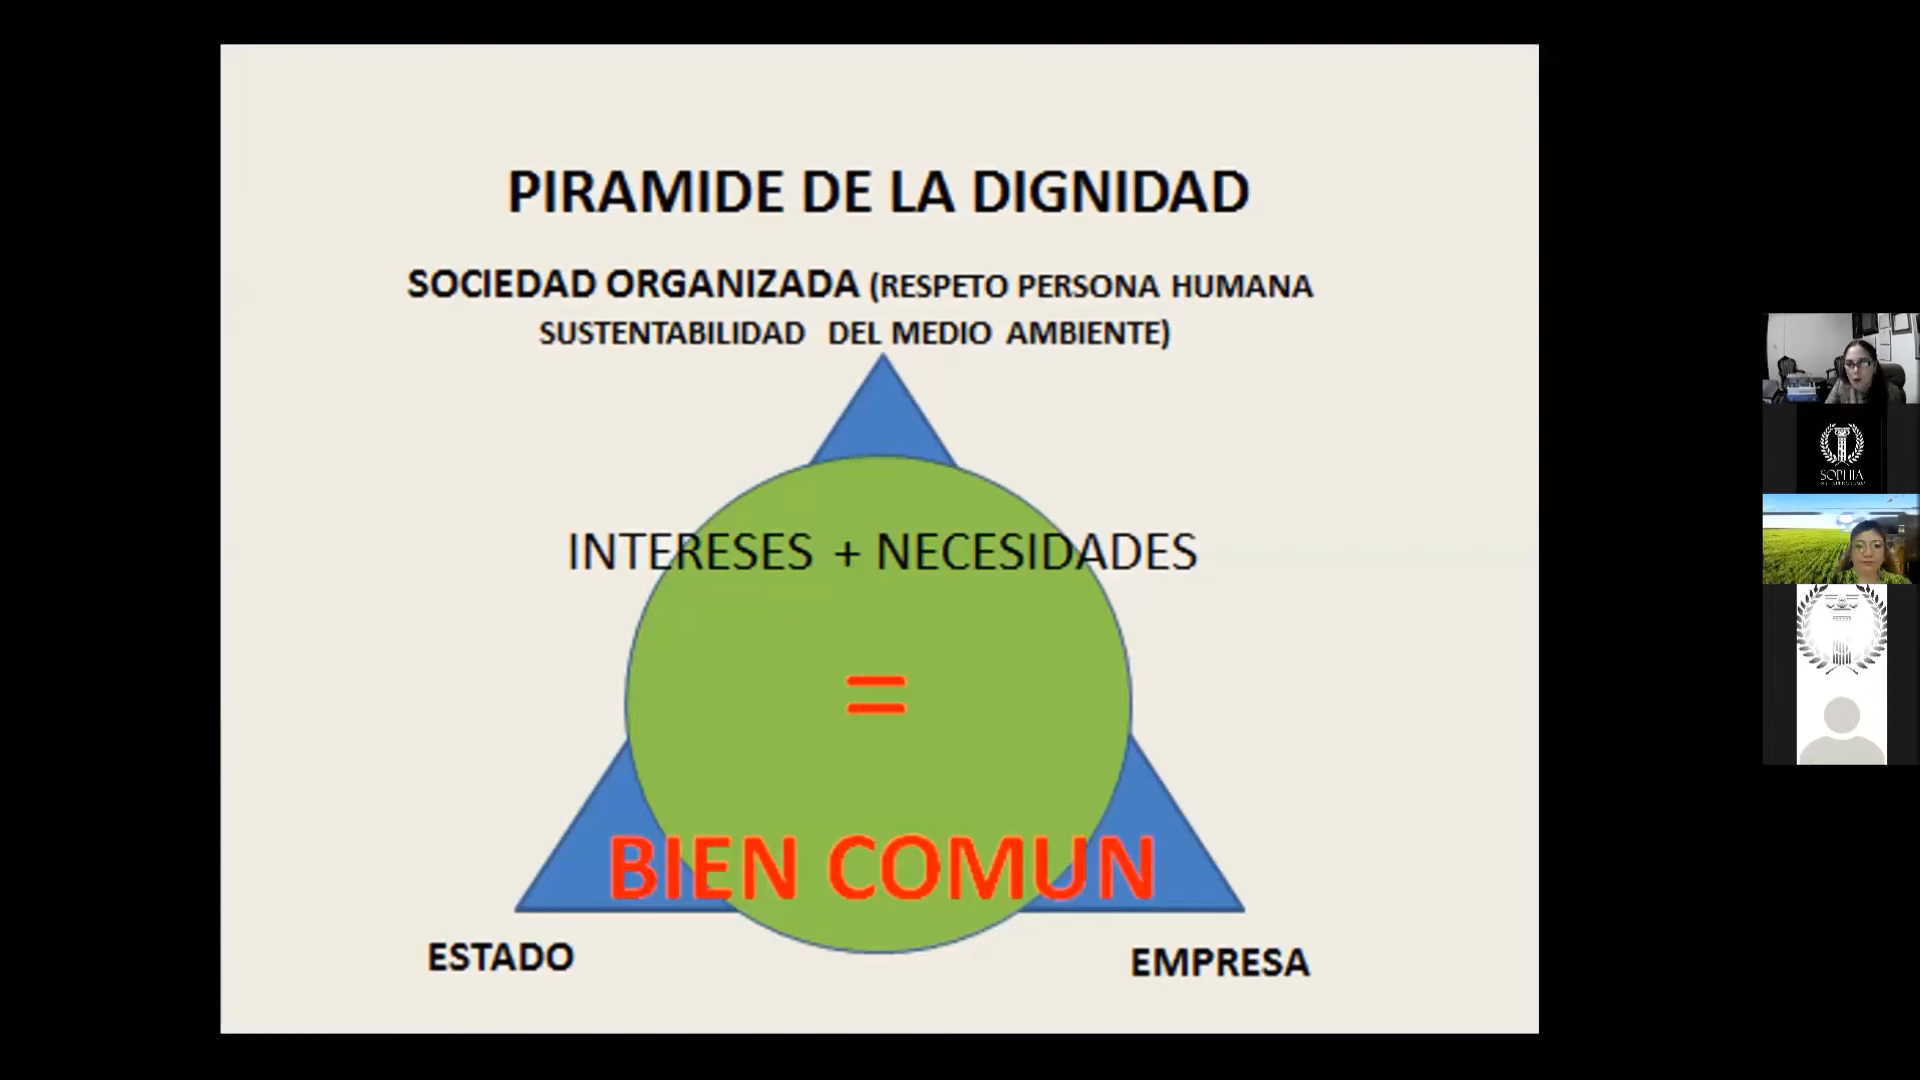 PIRAMIDE DE LA DIGNIDAD
SOCIEDAD ORGANIZADA (RESPETO PERSONA HUMANA
SUSTENTABILIDAD DEL MEDIO AMBIENTE)
INTERESES + NECESIDADES
=
BIEN COMUN
ESTADO
EMPRESA
SOPHIA